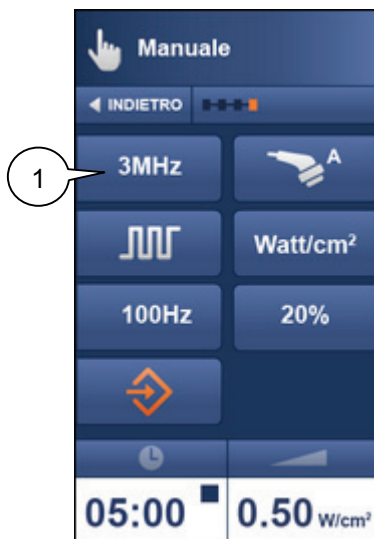 Manuale
INDIETRO
1
3MHz
A
Watt/cm²
100Hz
20%
05:00
0.50 W/cm²